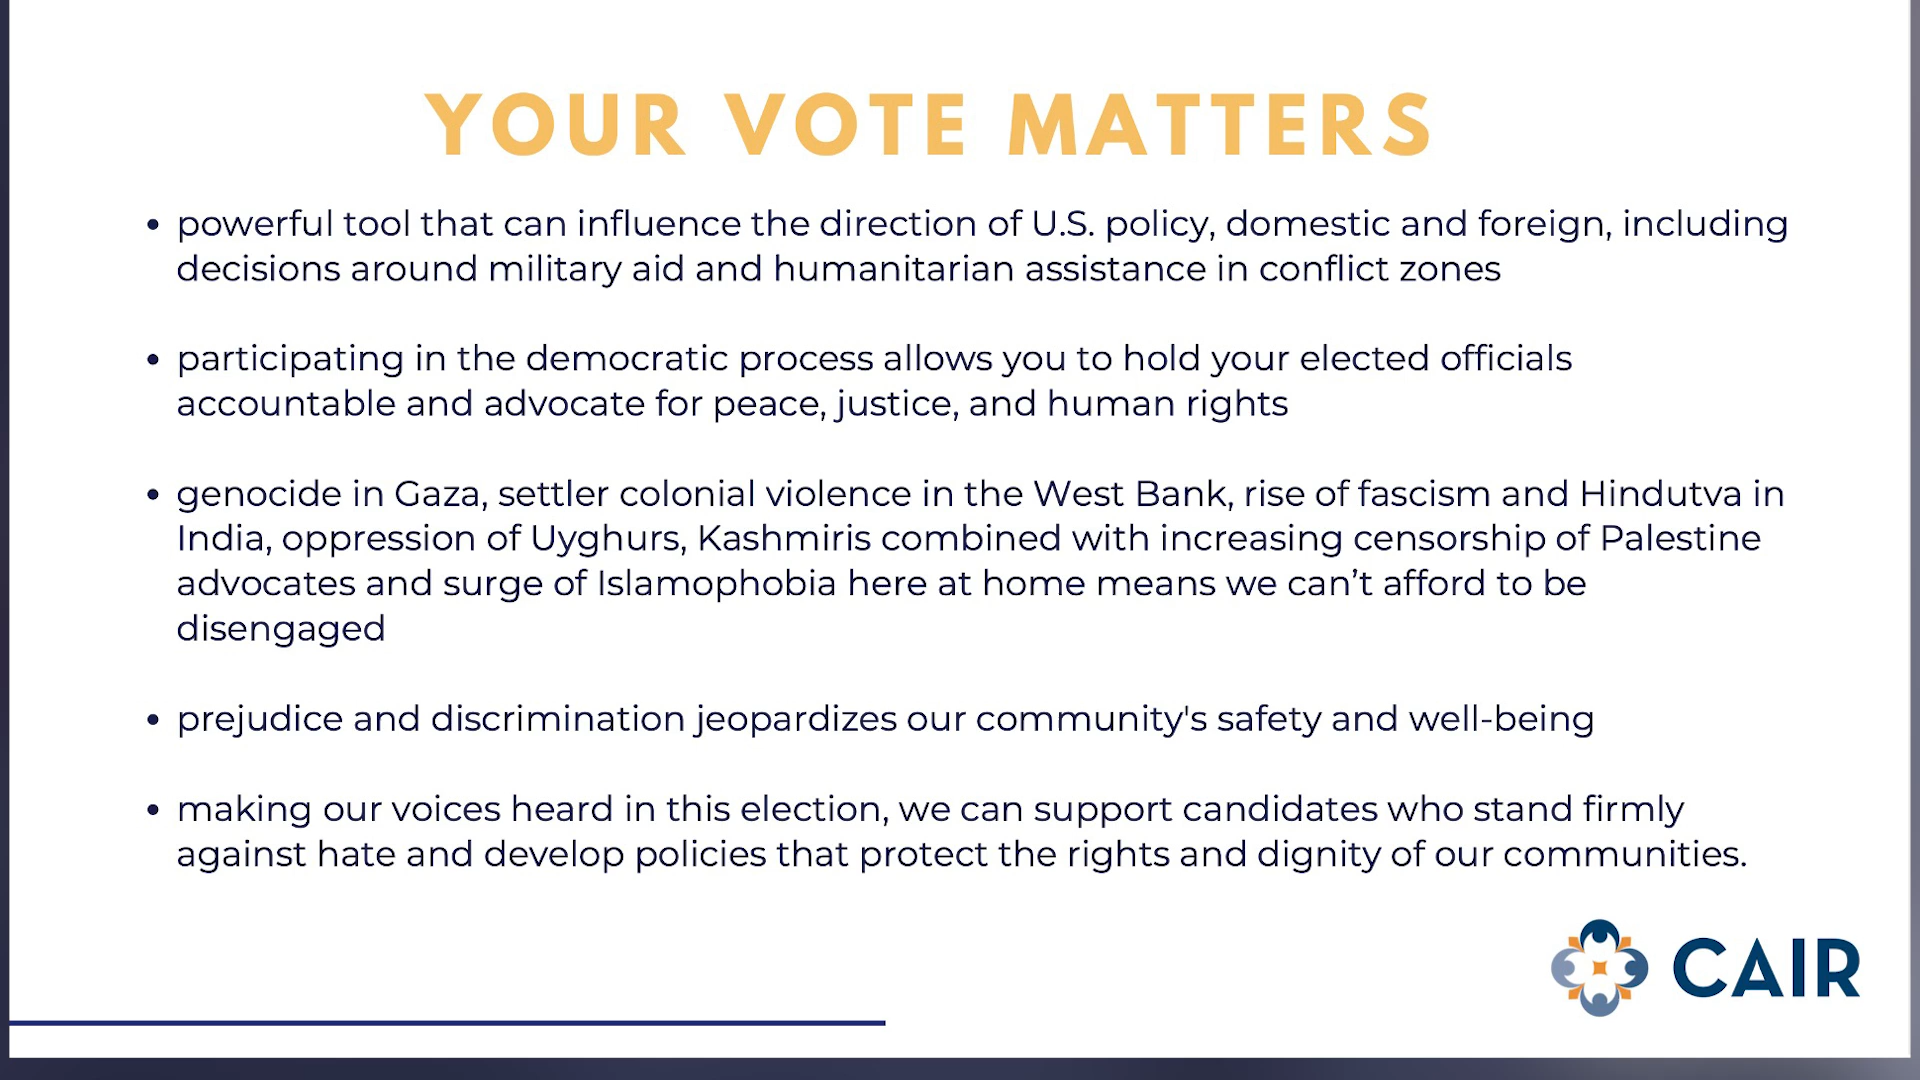 YOUR VOTE MATTERS
• powerful tool that can influence the direction of U.S. policy, domestic and foreign, including
decisions around military aid and humanitarian assistance in conflict zones
• participating in the democratic process allows you to hold your elected officials
accountable and advocate for peace, justice, and human rights
• genocide in Gaza, settler colonial violence in the West Bank, rise of fascism and Hindutva in
India, oppression of Uyghurs, Kashmiris combined with increasing censorship of Palestine
advocates and surge of Islamophobia here at home means we can’t afford to be
disengaged
• prejudice and discrimination jeopardizes our community's safety and well-being
• making our voices heard in this election, we can support candidates who stand firmly
against hate and develop policies that protect the rights and dignity of our communities.
CAIR